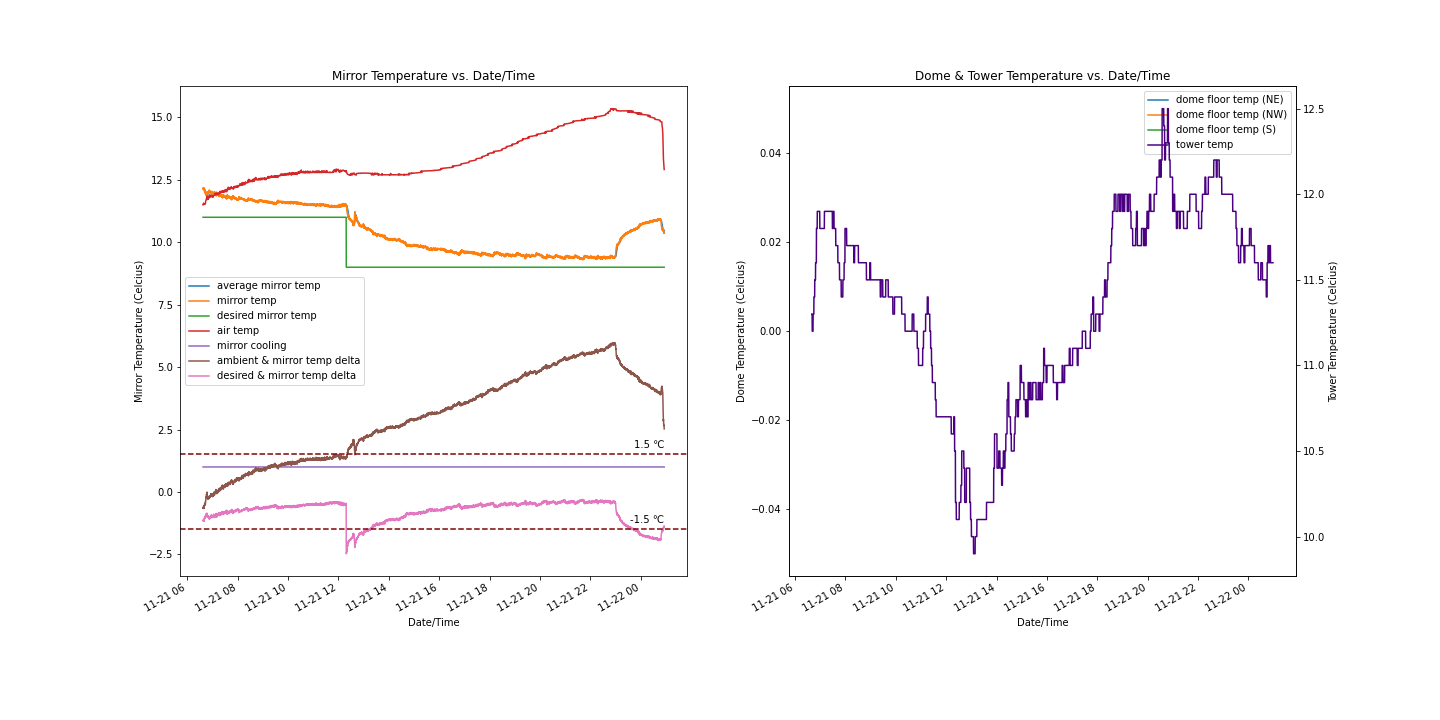 Mirror Temperature vs. Date/Time
15.0
12.5
10.0
7.5
5.0
2.5
0.0
−2.5
Mirror Temperature (Celcius)
average mirror temp
mirror temp
desired mirror temp
air temp
mirror cooling
ambient & mirror temp delta
desired & mirror temp delta
1.5 °C
-1.5 °C
11-21 06
11-21 08
11-21 10
11-21 12
11-21 14
11-21 16
11-21 18
11-21 20
11-21 22
11-22 00
Date/Time
Dome & Tower Temperature vs. Date/Time
0.04
0.02
0.00
−0.02
−0.04
Dome Temperature (Celcius)
dome floor temp (NE)
dome floor temp (NW)
dome floor temp (S)
tower temp
12.5
12.0
11.5
11.0
10.5
10.0
Tower Temperature (Celcius)
11-21 06
11-21 08
11-21 10
11-21 12
11-21 14
11-21 16
11-21 18
11-21 20
11-21 22
11-22 00
Date/Time